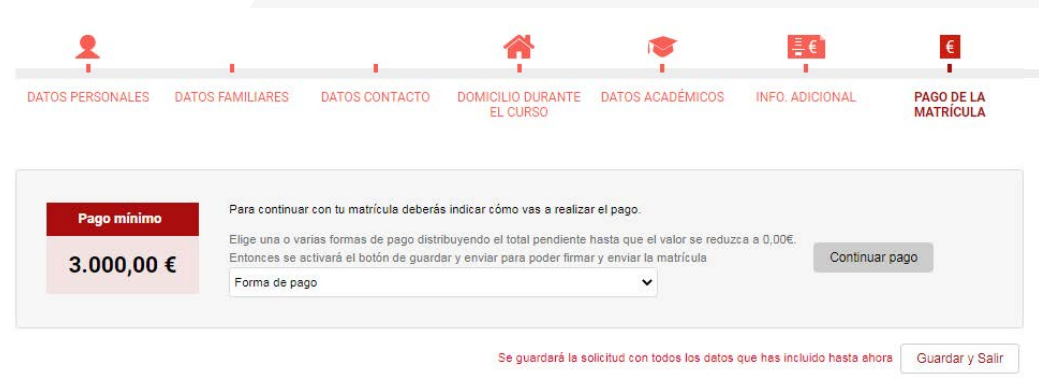 DATOS PERSONALES
DATOS FAMILIARES
DATOS CONTACTO
DOMICILIO DURANTE
EL CURSO
DATOS ACADÉMICOS
€
INFO. ADICIONAL
€
PAGO DE LA
MATRÍCULA
Pago mínimo
3.000,00 €
Para continuar con tu matrícula deberás indicar cómo vas a realizar el pago.
Elige una o varias formas de pago distribuyendo el total pendiente hasta que el valor se reduzca a 0,00€.
Entonces se activará el botón de guardar y enviar para poder firmar y enviar la matrícula
Forma de pago
Continuar pago
Se guardará la solicitud con todos los datos que has incluido hasta ahora
Guardar y Salir